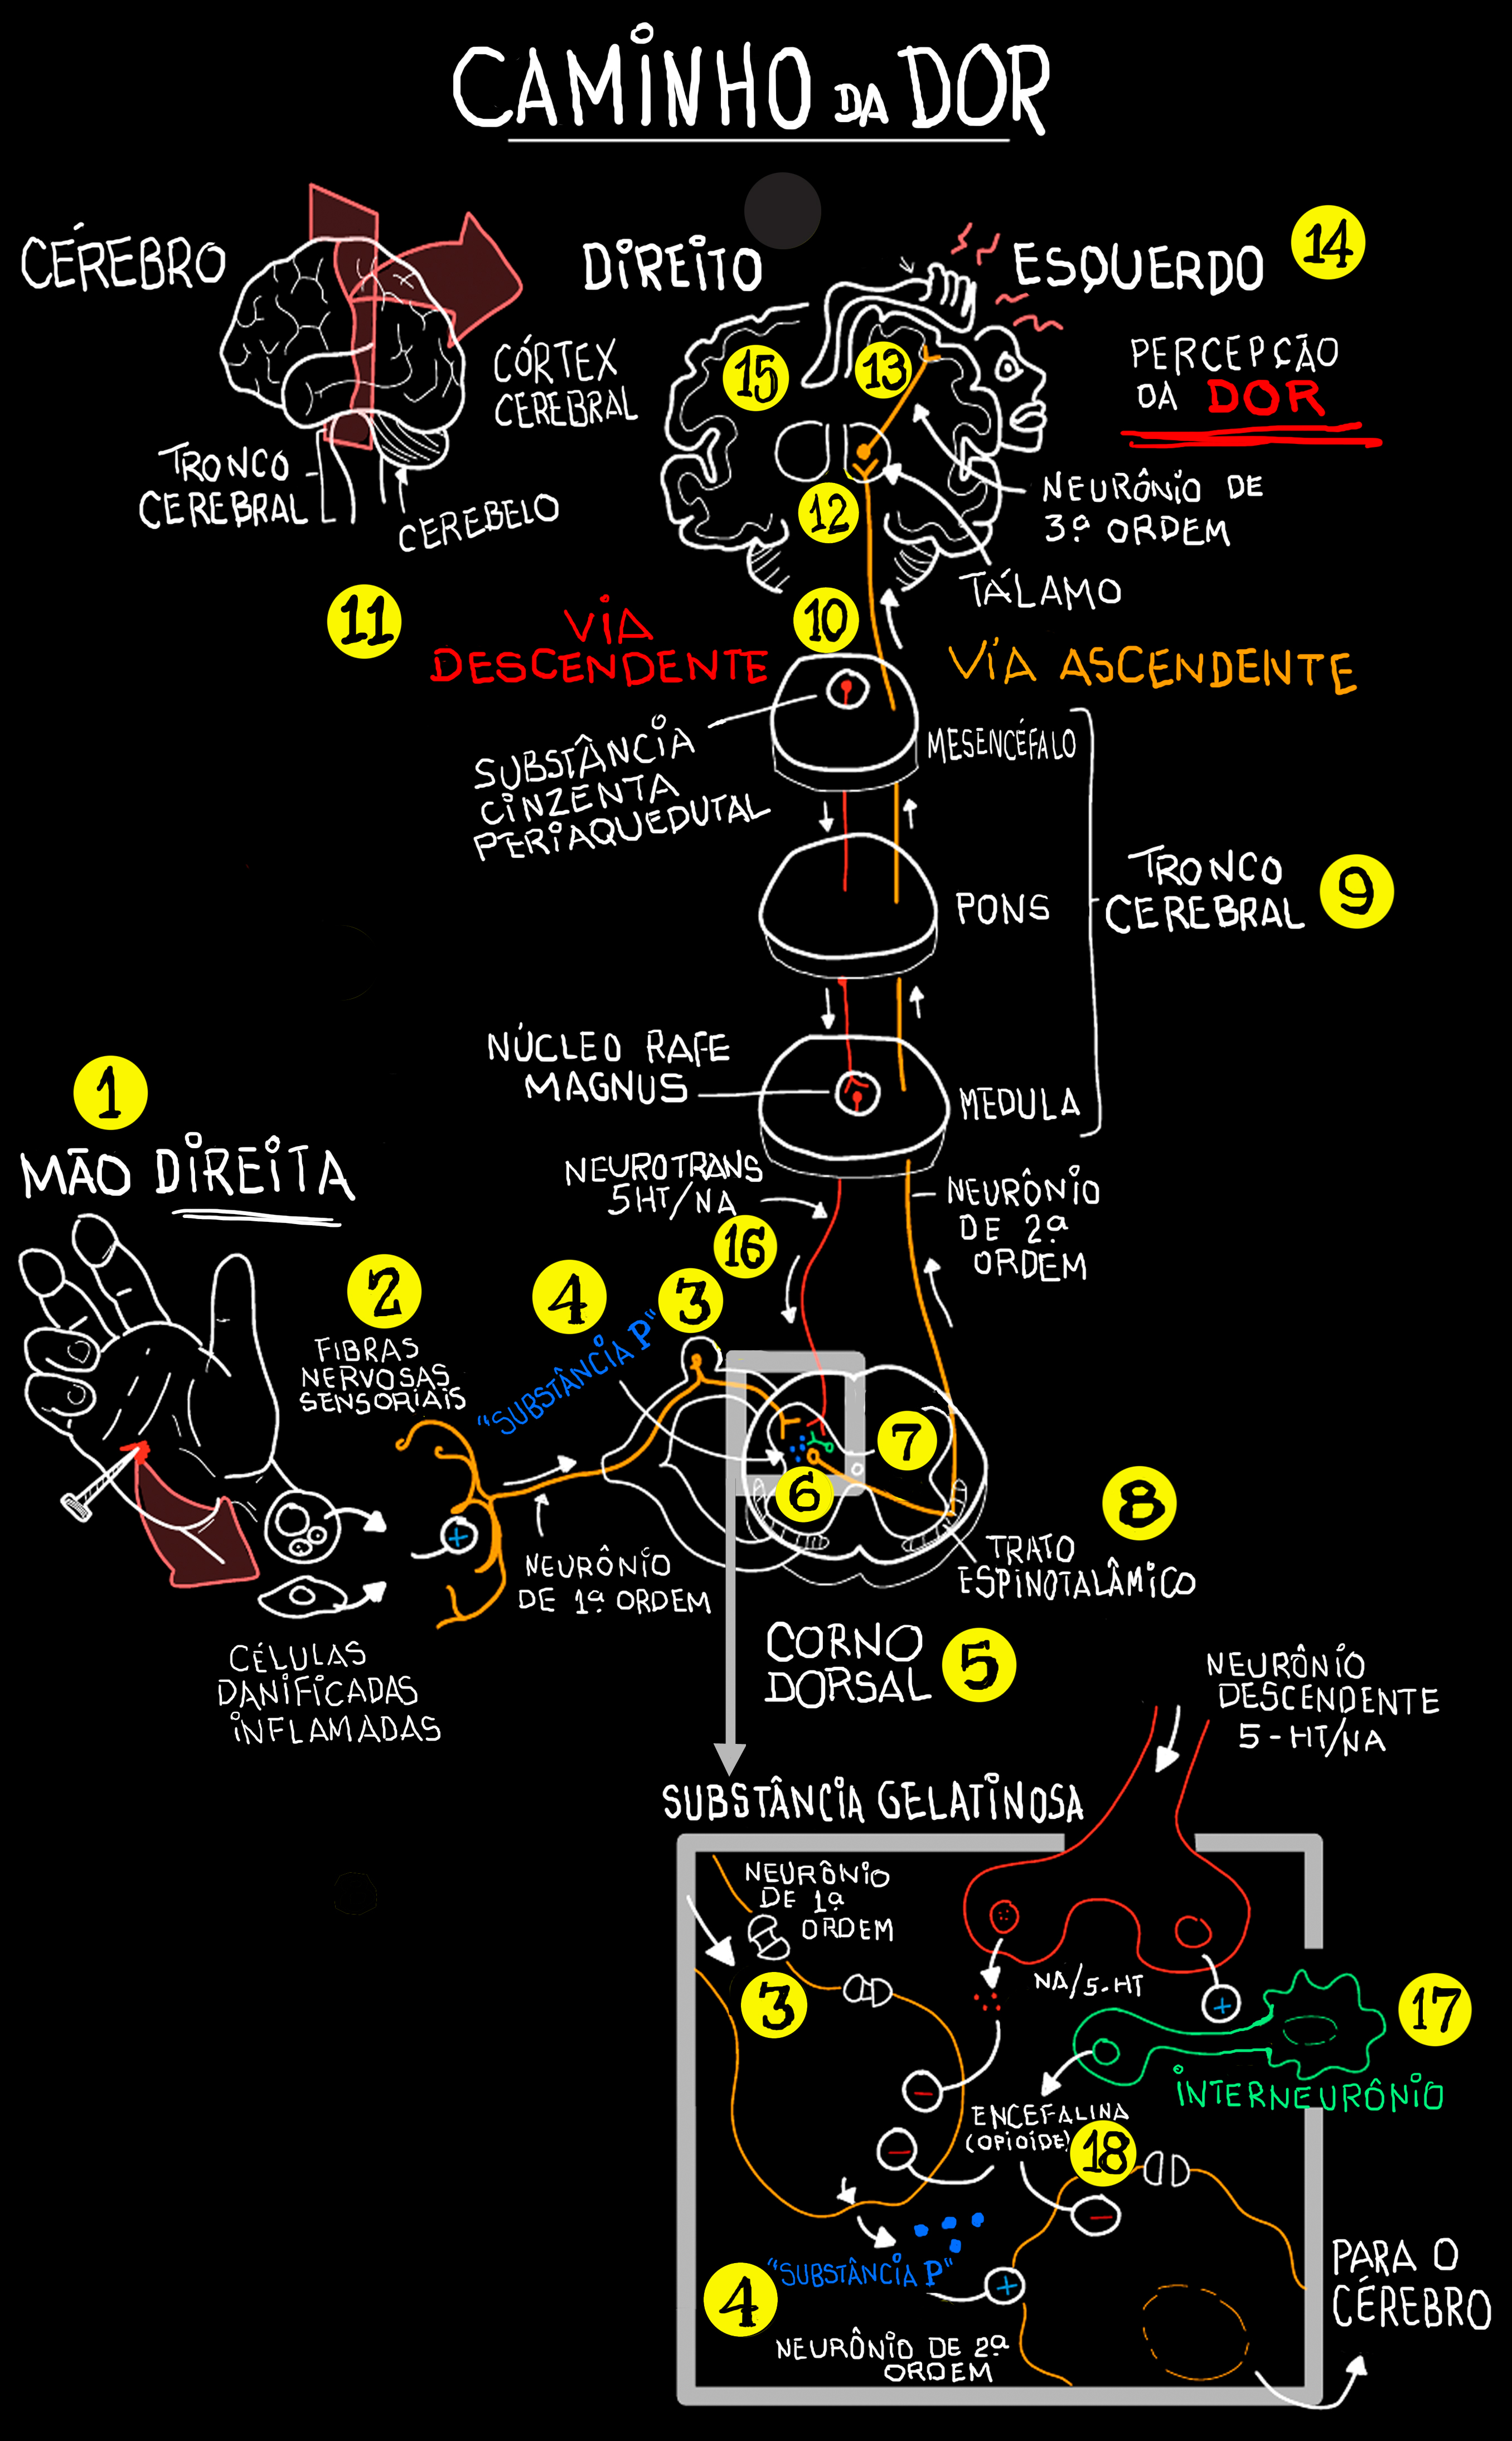 CAMINHO DA DOR
CÉREBRO
CÓRTEX
CEREBRAL
TRONCO
CEREBRAL
CEREBELO
DIREITO
ESQUERDO
14
PERCEPÇÃO
DA DOR
15
13
12
NEURÔNIO DE
3ª ORDEM
TÁLAMO
11
VIA
DESCENDENTE
10
VIA ASCENDENTE
SUBSTÂNCIA
CINZENTA
PERIAQUEDUTAL
MESENCÉFALO
PONS
TRONCO
CEREBRAL
9
NÚCLEO RAFE
MAGNUS
MEDULA
1
MÃO DIREITA
NEUROTRANS
5HT/NA
16
NEURÔNIO
DE 2ª
ORDEM
2
FIBRAS
NERVOSAS
SENSORIAIS
4
"SUBSTÂNCIA P"
3
7
6
8
TRATO
ESPINOTALÂMICO
+
NEURÔNIO
DE 1ª ORDEM
CÉLULAS
DANIFICADAS
INFLAMADAS
CORNO
DORSAL
5
NEURÔNIO
DESCENDENTE
5-HT/NA
SUBSTÂNCIA GELATINOSA
NEURÔNIO
DE 1ª
ORDEM
3
NA/5-HT
+
17
INTERNEURÔNIO
-
ENCEFALINA
(OPIOÍDE)
18
-
-
"SUBSTÂNCIA P"
4
+
NEURÔNIO DE 2ª
ORDEM
PARA O
CÉREBRO